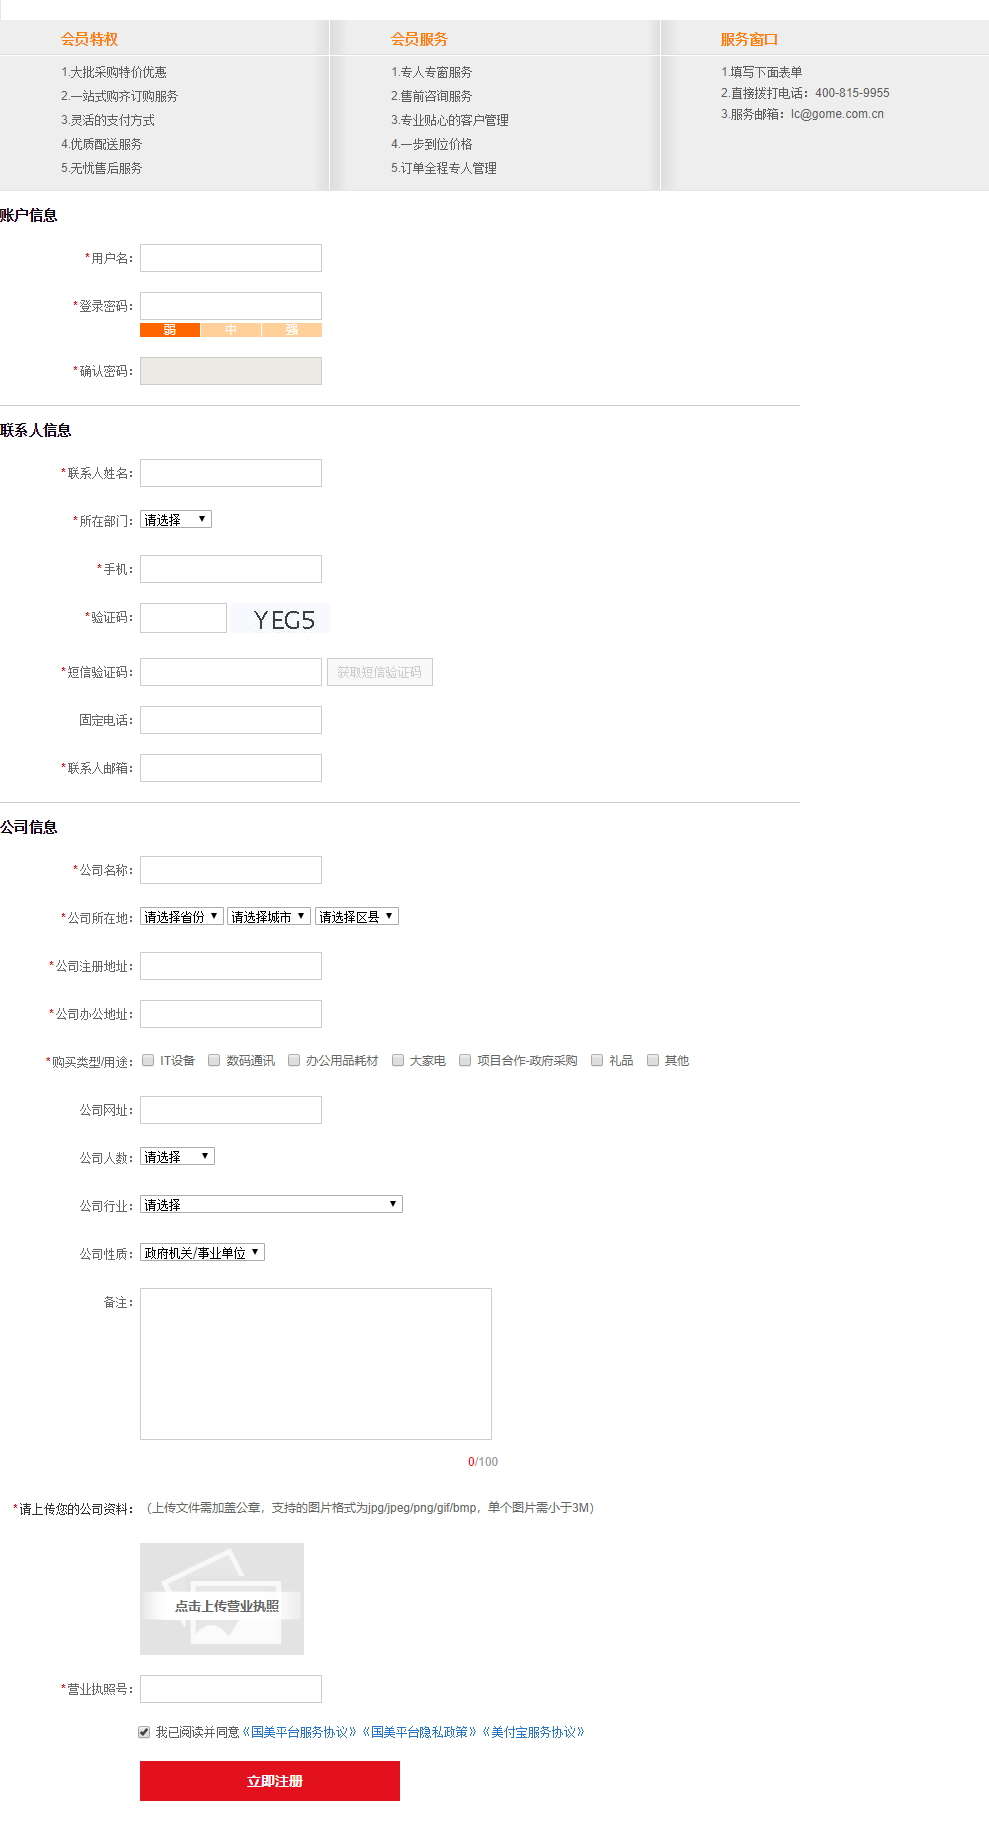 会员特权
1.大批采购特价优惠
2.一站式购齐订购服务
3.灵活的支付方式
4.优质配送服务
5.无忧售后服务
会员服务
1.专人专窗服务
2.售前咨询服务
3.专业贴心的客户管理
4.一步到位价格
5.订单全程专人管理
服务窗口
1.填写下面表单
2.直接拨打电话：400-815-9955
3.服务邮箱：lc@gome.com.cn
账户信息
*用户名：
*登录密码：
弱 中 强
*确认密码：
联系人信息
*联系人姓名：
*所在部门： 请选择
*手机：
*验证码： YEG5
*短信验证码： 获取短信验证码
固定电话：
*联系人邮箱：
公司信息
*公司名称：
*公司所在地： 请选择省份 请选择城市 请选择区县
*公司注册地址：
*公司办公地址：
*购买类型/用途： IT设备 数码通讯 办公用品耗材 大家电 项目合作-政府采购 礼品 其他
公司网址：
公司人数： 请选择
公司行业： 请选择
公司性质： 政府机关/事业单位
备注：
0/100
*请上传您的公司资料： （上传文件需加盖公章，支持的图片格式为jpg/jpeg/png/gif/bmp，单个图片需小于3M）
点击上传营业执照
*营业执照号：
我已阅读并同意《国美平台服务协议》《国美平台隐私政策》《美付宝服务协议》
立即注册